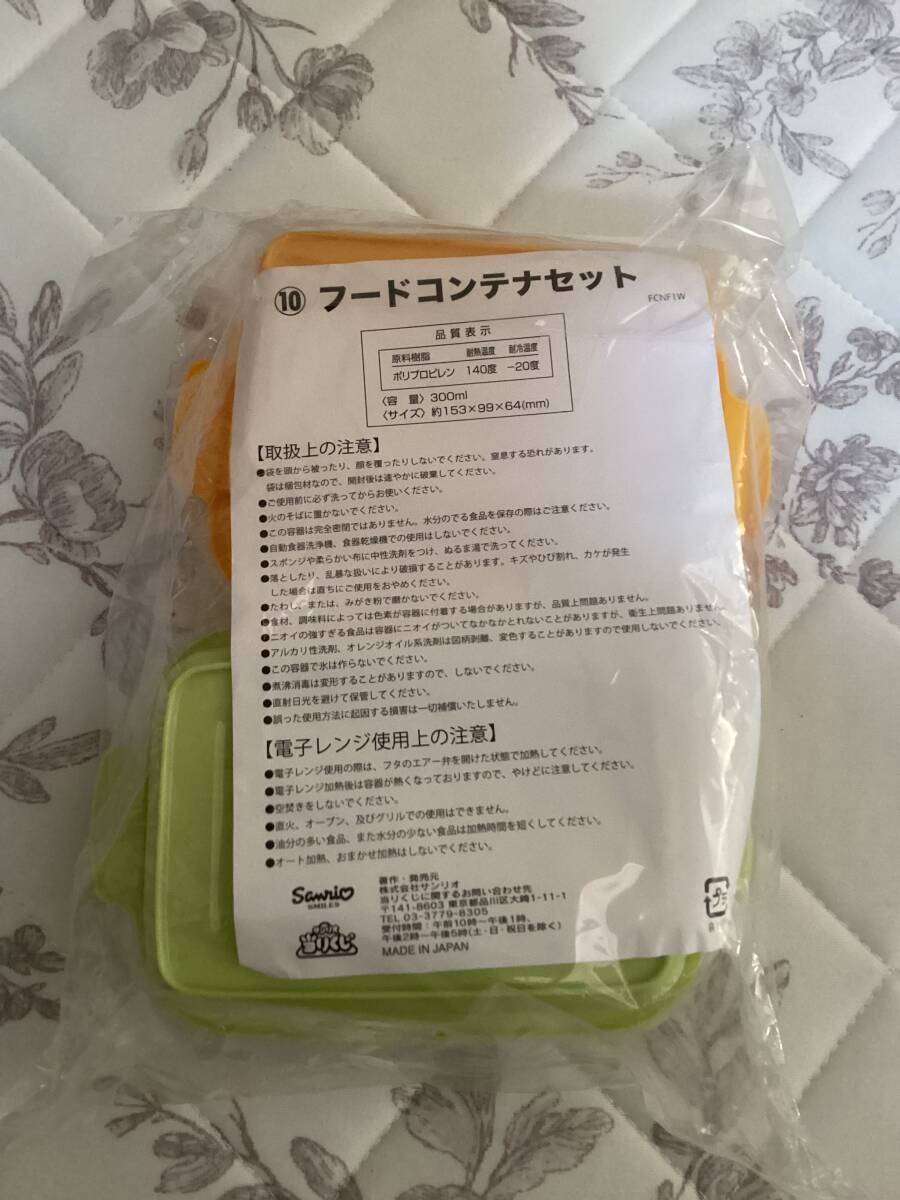 ⑩ フードコンテナセット
FCNF1W
品質表示
原料樹脂 耐熱温度 耐冷温度
ポリプロピレン 140度 −20度
〈容 量〉300ml
〈サイズ〉約153×99×64(mm)
【取扱上の注意】
●袋を頭から被ったり、顔を覆ったりしないでください。窒息する恐れがあります。
袋は梱包材なので、開封後は速やかに破棄してください。
●ご使用前に必ず洗ってからお使いください。
●火のそばに置かないでください。
●この容器は完全密閉ではありません。水分のでる食品を保存の際はご注意ください。
●自動食器洗浄機、食器乾燥機での使用はしないでください。
●スポンジや柔らかい布に中性洗剤をつけ、ぬるま湯で洗ってください。
●落としたり、乱暴な扱いにより破損することがあります。キズやひび割れ、カケが発生
した場合は直ちにご使用をおやめください。
●たわし、または、みがき粉で磨かないでください。
●食材、調味料によっては色素が容器に付着する場合がありますが、品質上問題ありません。
●ニオイの強すぎる食品は容器にニオイがついてなかなかとれないことがありますが、衛生上問題ありません。
●アルカリ性洗剤、オレンジオイル系洗剤は図柄剥離、変色することがありますので使用しないでください。
●この容器で氷は作らないでください。
●煮沸消毒は変形することがありますので、しないでください。
●直射日光を避けて保管してください。
●誤った使用方法に起因する損害は一切補償いたしません。
【電子レンジ使用上の注意】
●電子レンジ使用の際は、フタのエアー弁を開けた状態で加熱してください。
●電子レンジ加熱後は容器が熱くなっておりますので、やけどに注意してください。
●空焚きをしないでください。
●直火、オーブン、及びグリルでの使用はできません。
●油分の多い食品、また水分の少ない食品は加熱時間を短くしてください。
●オート加熱、おまかせ加熱はしないでください。
Sanrio
SMILES
当りくじ
著作・発売元
株式会社サンリオ
当りくじに関するお問い合わせ先
〒141-8603 東京都品川区大崎1-11-1
TEL 03-3779-8305
受付時間:午前10時〜午後1時、
午後2時〜午後5時(土・日・祝日を除く)
MADE IN JAPAN
プラ